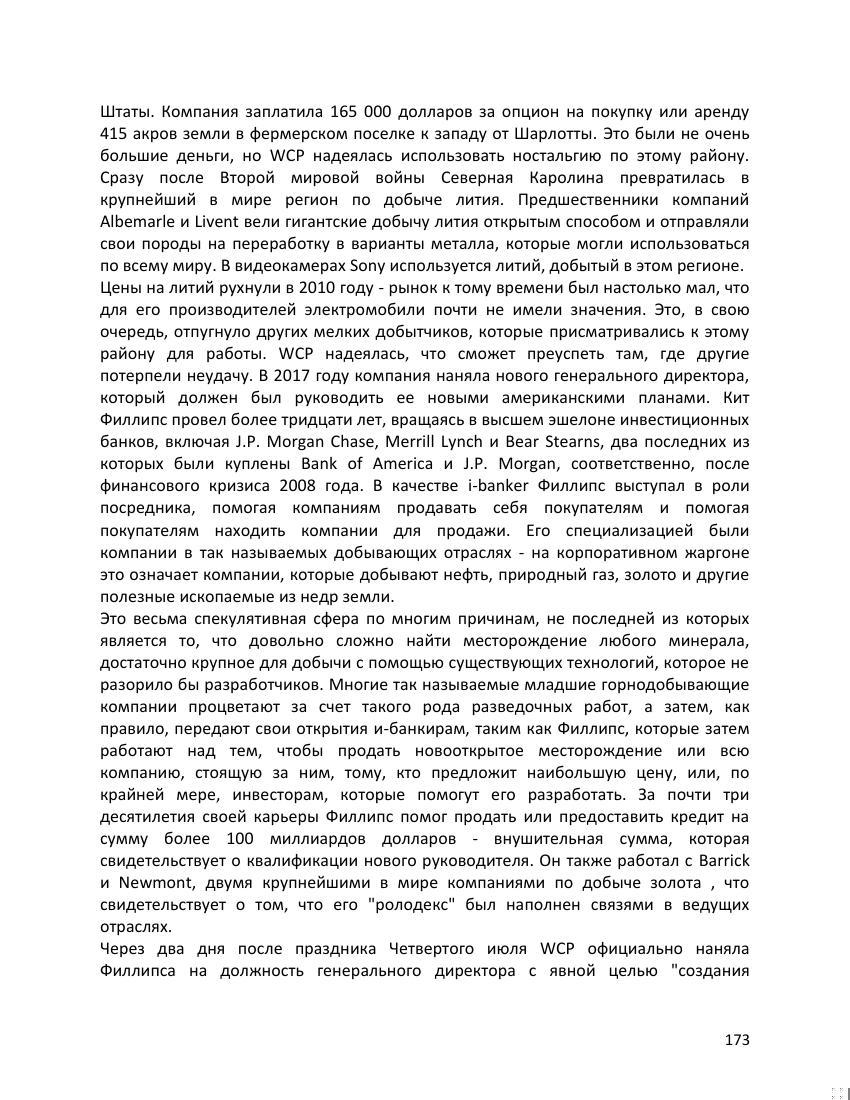 Штаты. Компания заплатила 165 000 долларов за опцион на покупку или аренду
415 акров земли в фермерском поселке к западу от Шарлотты. Это были не очень
большие деньги, но WCP надеялась использовать ностальгию по этому району.
Сразу после Второй мировой войны Северная Каролина превратилась в
крупнейший в мире регион по добыче лития. Предшественники компаний
Albemarle и Livent вели гигантские добычу лития открытым способом и отправляли
свои породы на переработку в варианты металла, которые могли использоваться
по всему миру. В видеокамерах Sony используется литий, добытый в этом регионе.
Цены на литий рухнули в 2010 году - рынок к тому времени был настолько мал, что
для его производителей электромобили почти не имели значения. Это, в свою
очередь, отпугнуло других мелких добытчиков, которые присматривались к этому
району для работы. WCP надеялась, что сможет преуспеть там, где другие
потерпели неудачу. В 2017 году компания наняла нового генерального директора,
который должен был руководить ее новыми американскими планами. Кит
Филлипс провел более тридцати лет, вращаясь в высшем эшелоне инвестиционных
банков, включая J.P. Morgan Chase, Merrill Lynch и Bear Stearns, два последних из
которых были куплены Bank of America и J.P. Morgan, соответственно, после
финансового кризиса 2008 года. В качестве i-banker Филлипс выступал в роли
посредника, помогая компаниям продавать себя покупателям и помогая
покупателям находить компании для продажи. Его специализацией были
компании в так называемых добывающих отраслях - на корпоративном жаргоне
это означает компании, которые добывают нефть, природный газ, золото и другие
полезные ископаемые из недр земли.
Это весьма спекулятивная сфера по многим причинам, не последней из которых
является то, что довольно сложно найти месторождение любого минерала,
достаточно крупное для добычи с помощью существующих технологий, которое не
разорило бы разработчиков. Многие так называемые младшие горнодобывающие
компании процветают за счет такого рода разведочных работ, а затем, как
правило, передают свои открытия и-банкирам, таким как Филлипс, которые затем
работают над тем, чтобы продать новооткрытое месторождение или всю
компанию, стоящую за ним, тому, кто предложит наибольшую цену, или, по
крайней мере, инвесторам, которые помогут его разработать. За почти три
десятилетия своей карьеры Филлипс помог продать или предоставить кредит на
сумму более 100 миллиардов долларов - внушительная сумма, которая
свидетельствует о квалификации нового руководителя. Он также работал с Barrick
и Newmont, двумя крупнейшими в мире компаниями по добыче золота , что
свидетельствует о том, что его "ролодекс" был наполнен связями в ведущих
отраслях.
Через два дня после праздника Четвертого июля WCP официально наняла
Филлипса на должность генерального директора с явной целью "создания
173